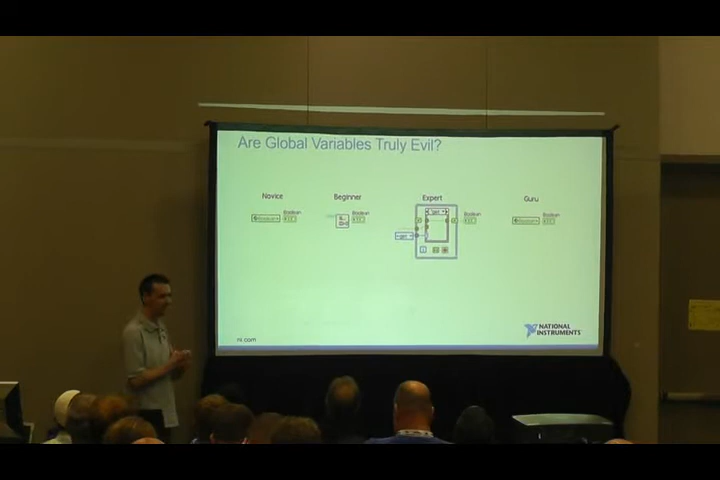 Are Global Variables Truly Evil?
Novice
Beginner
Expert
Guru
Boolean
Boolean
Boolean
Boolean
ni.com
NATIONAL
INSTRUMENTS